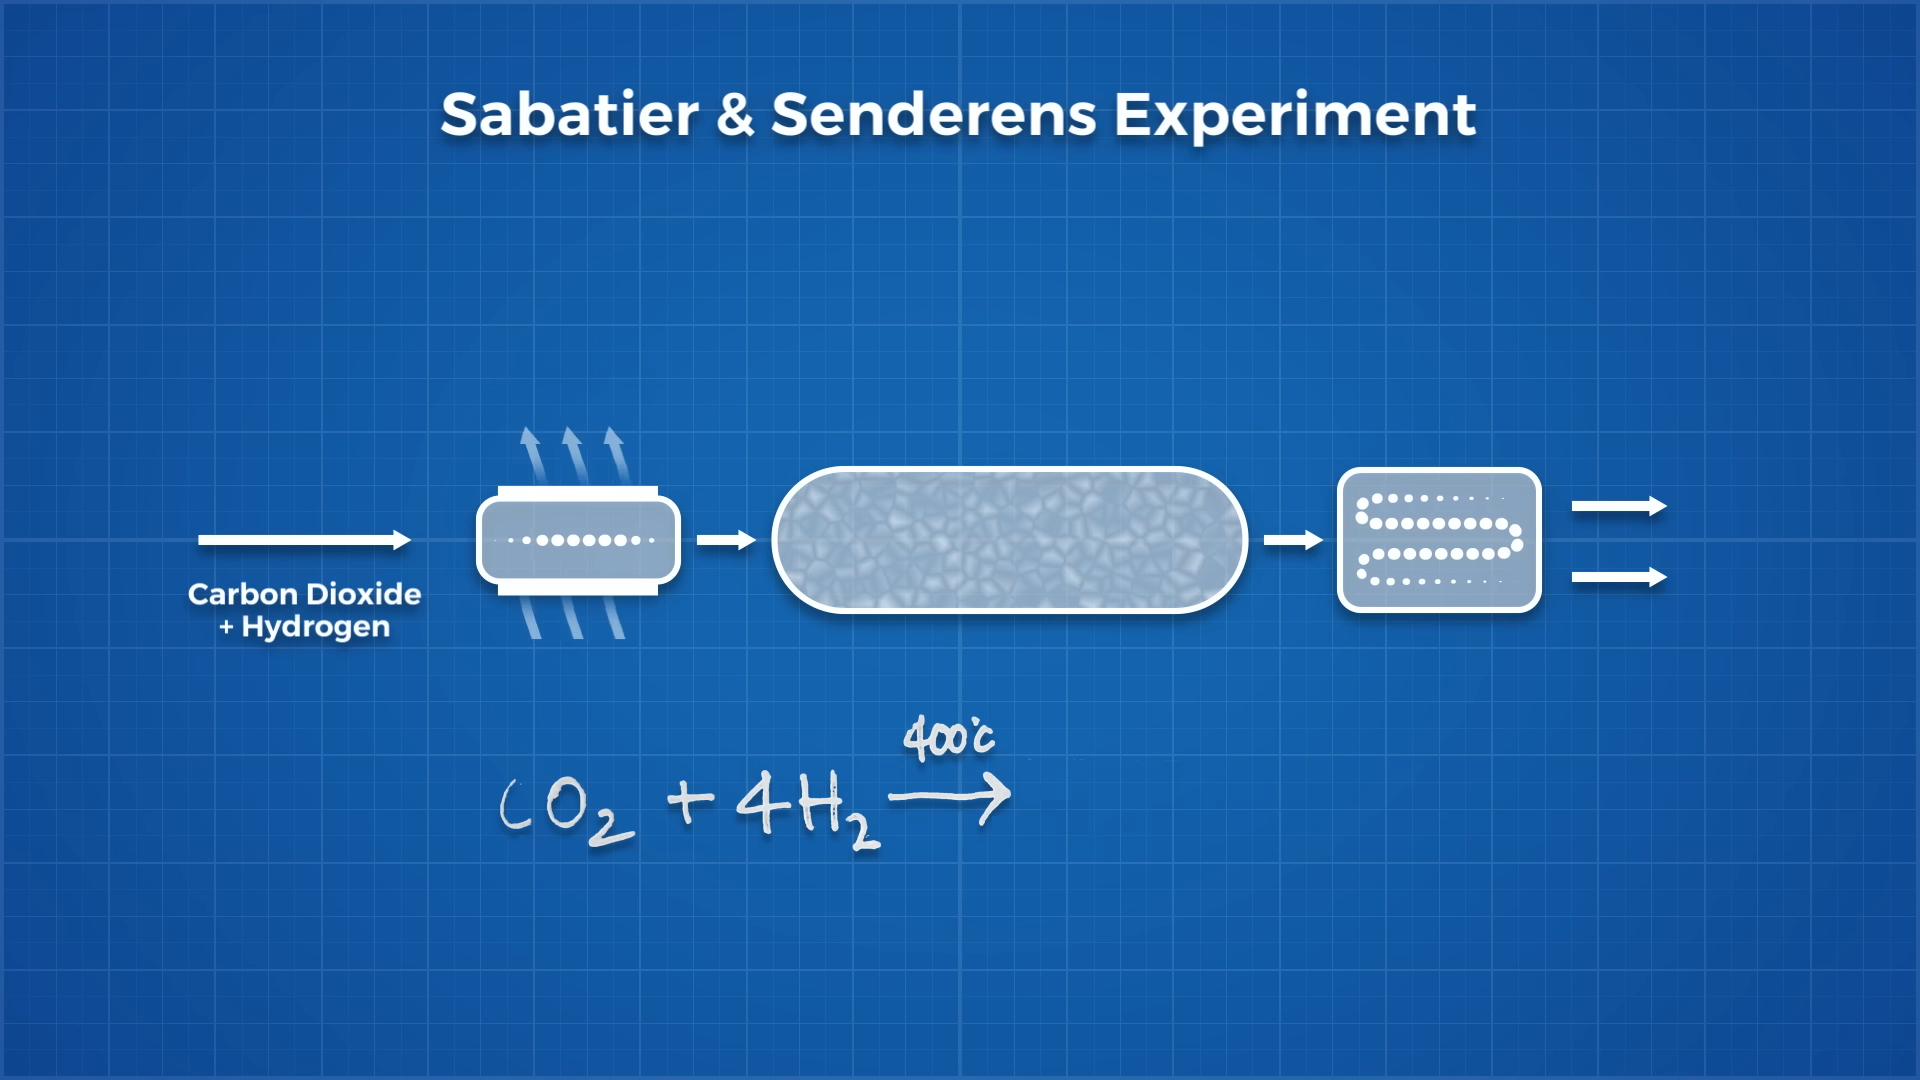 Sabatier & Senderens Experiment
Carbon Dioxide
+ Hydrogen
400°C
CO₂ + 4H₂ →